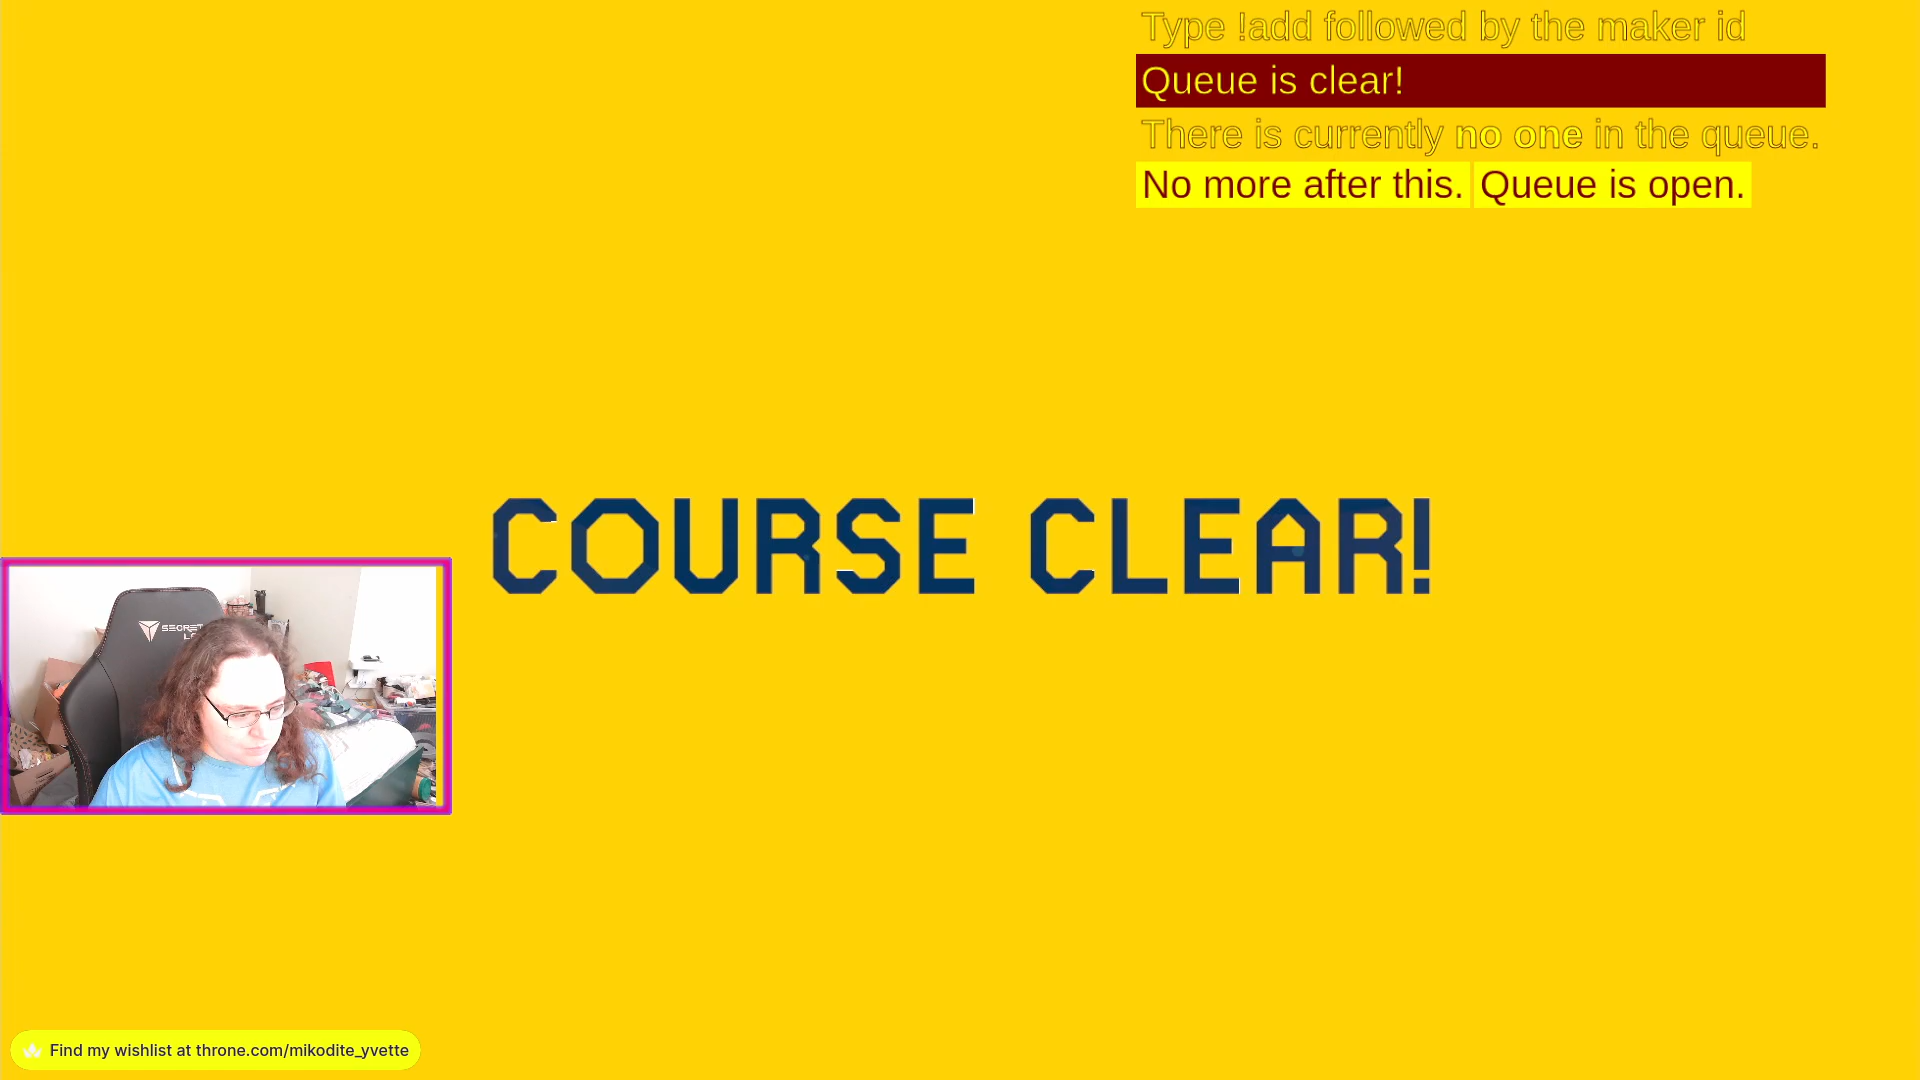 Type !add followed by the maker id
Queue is clear!
There is currently no one in the queue.
No more after this. Queue is open.
COURSE CLEAR!
SECRET
Find my wishlist at throne.com/mikodite_yvette